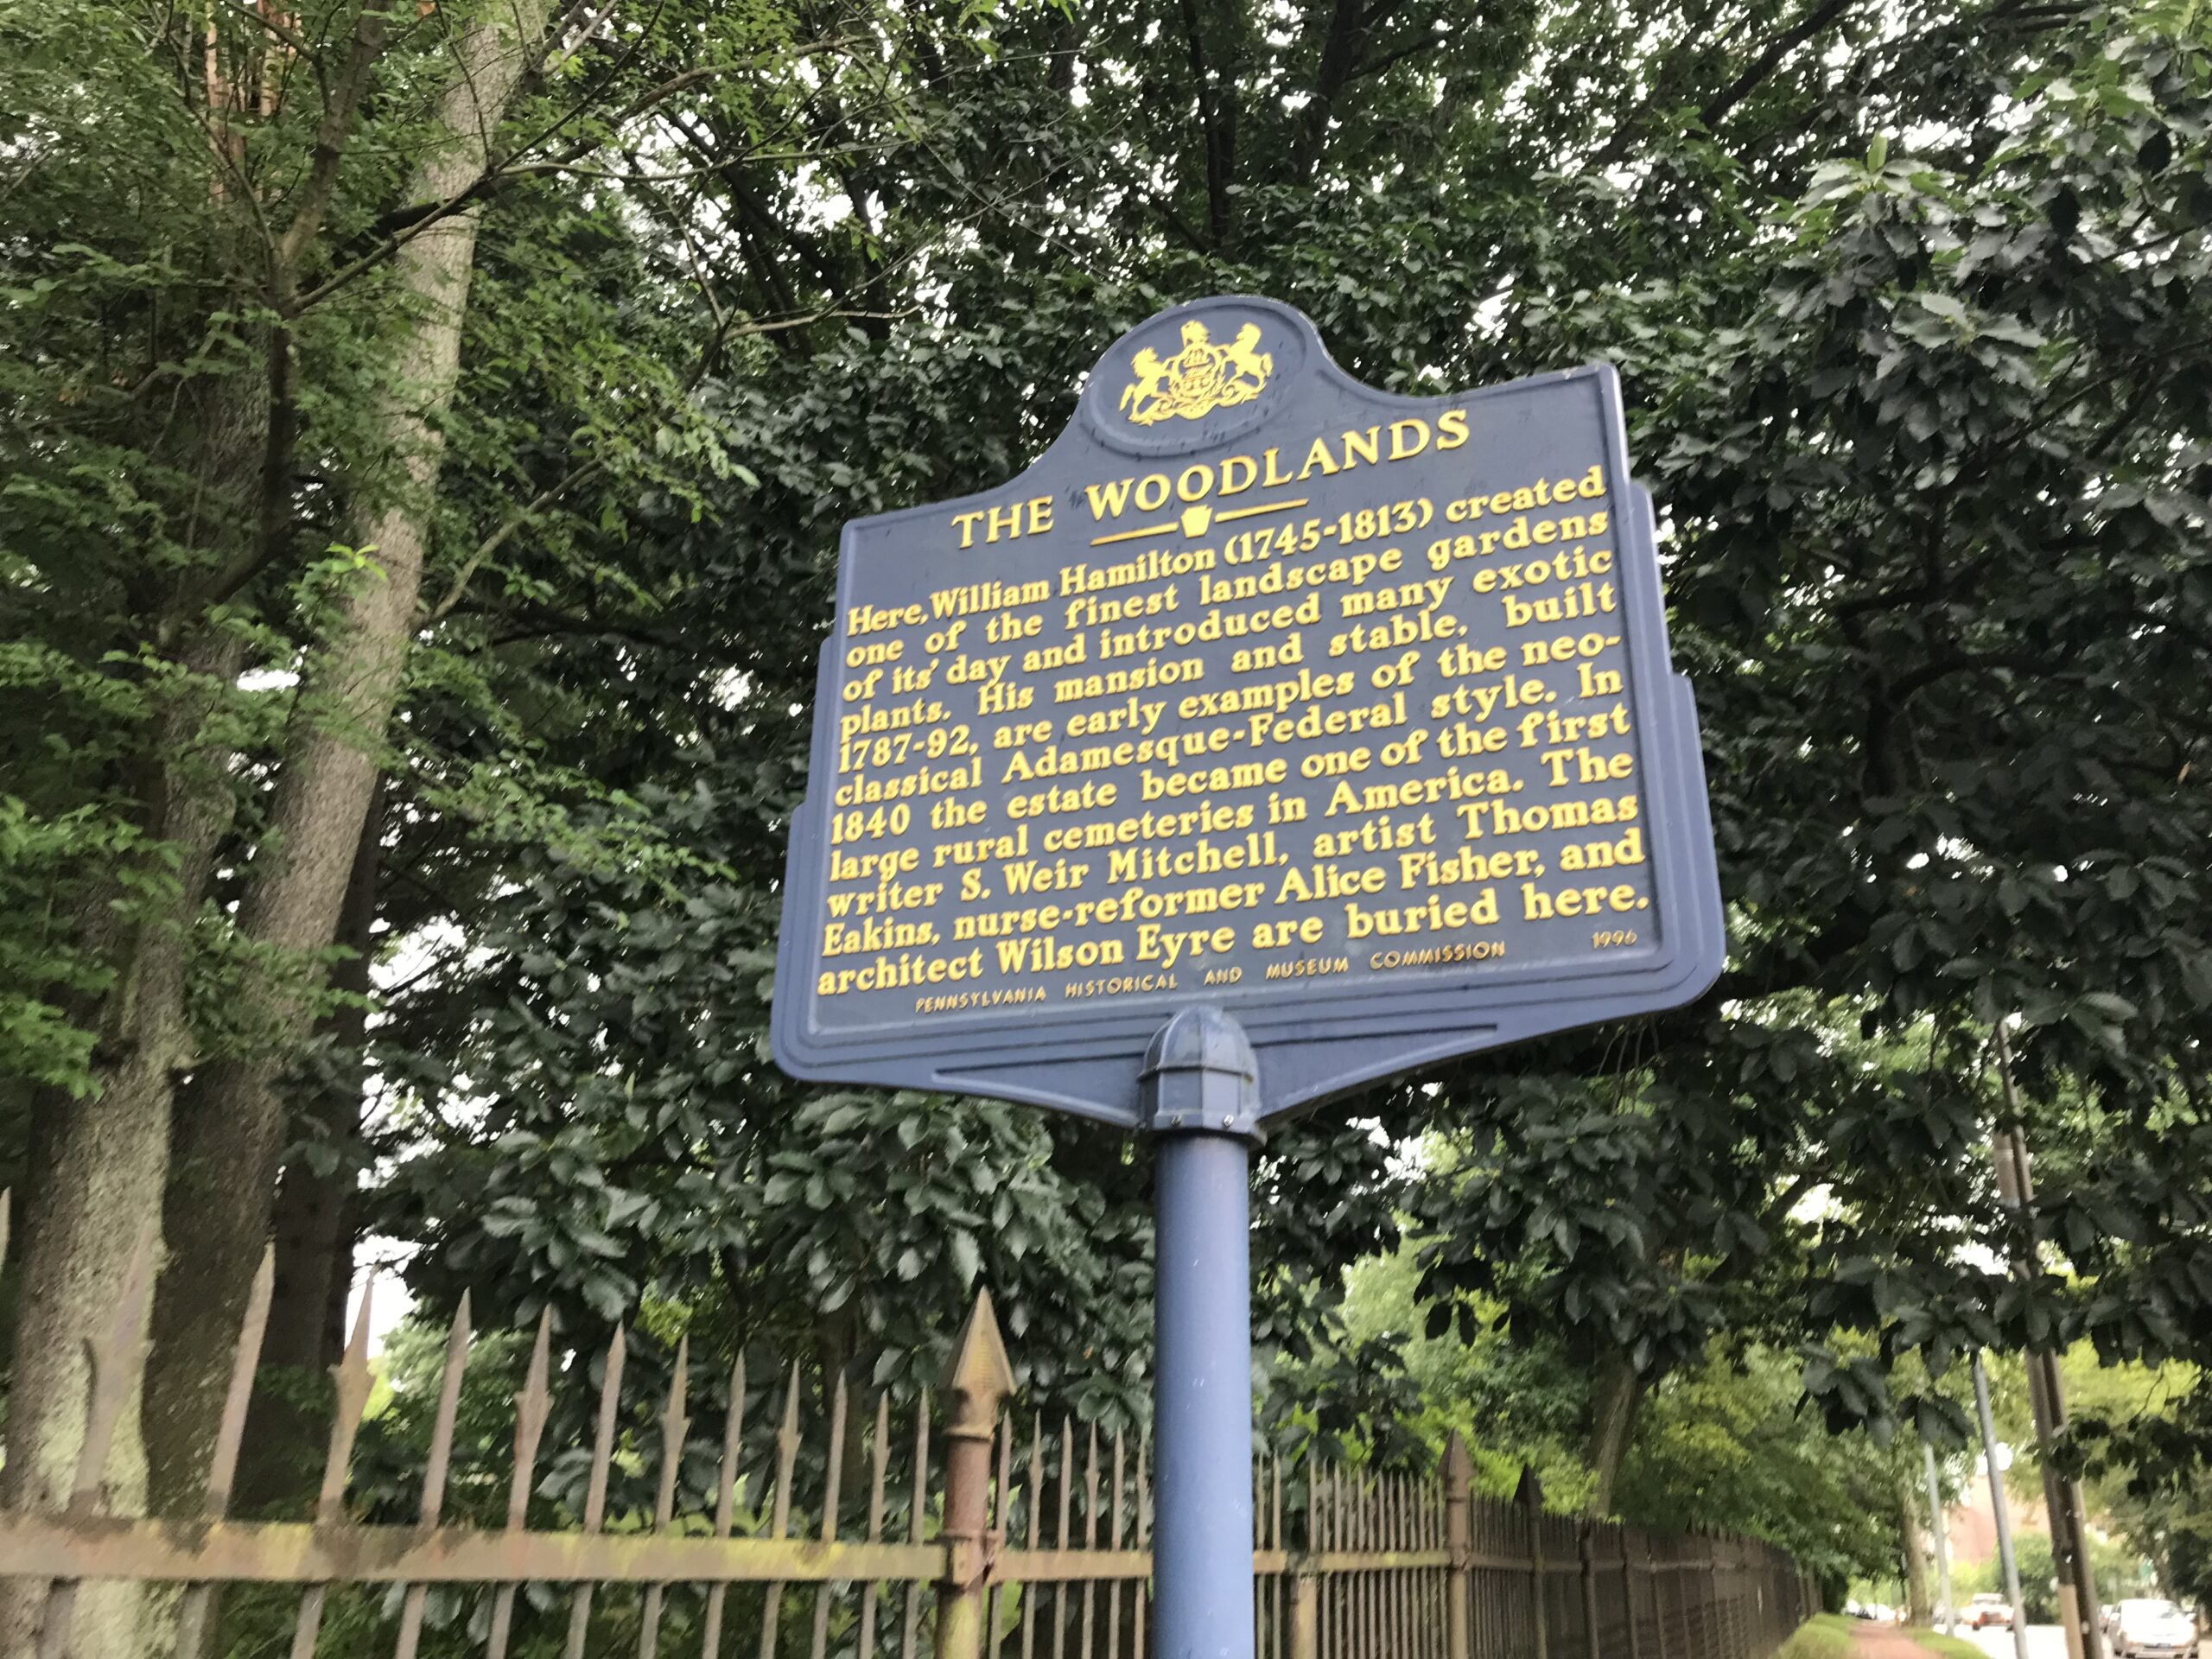 THE WOODLANDS
Here, William Hamilton (1745-1813) created
one of the finest landscape gardens
of its' day and introduced many exotic
plants. His mansion and stable, built
1787-92, are early examples of the neo-
classical Adamesque-Federal style. In
1840 the estate became one of the first
large rural cemeteries in America. The
writer S. Weir Mitchell, artist Thomas
Eakins, nurse-reformer Alice Fisher, and
architect Wilson Eyre are buried here.
PENNSYLVANIA HISTORICAL AND MUSEUM COMMISSION 1996